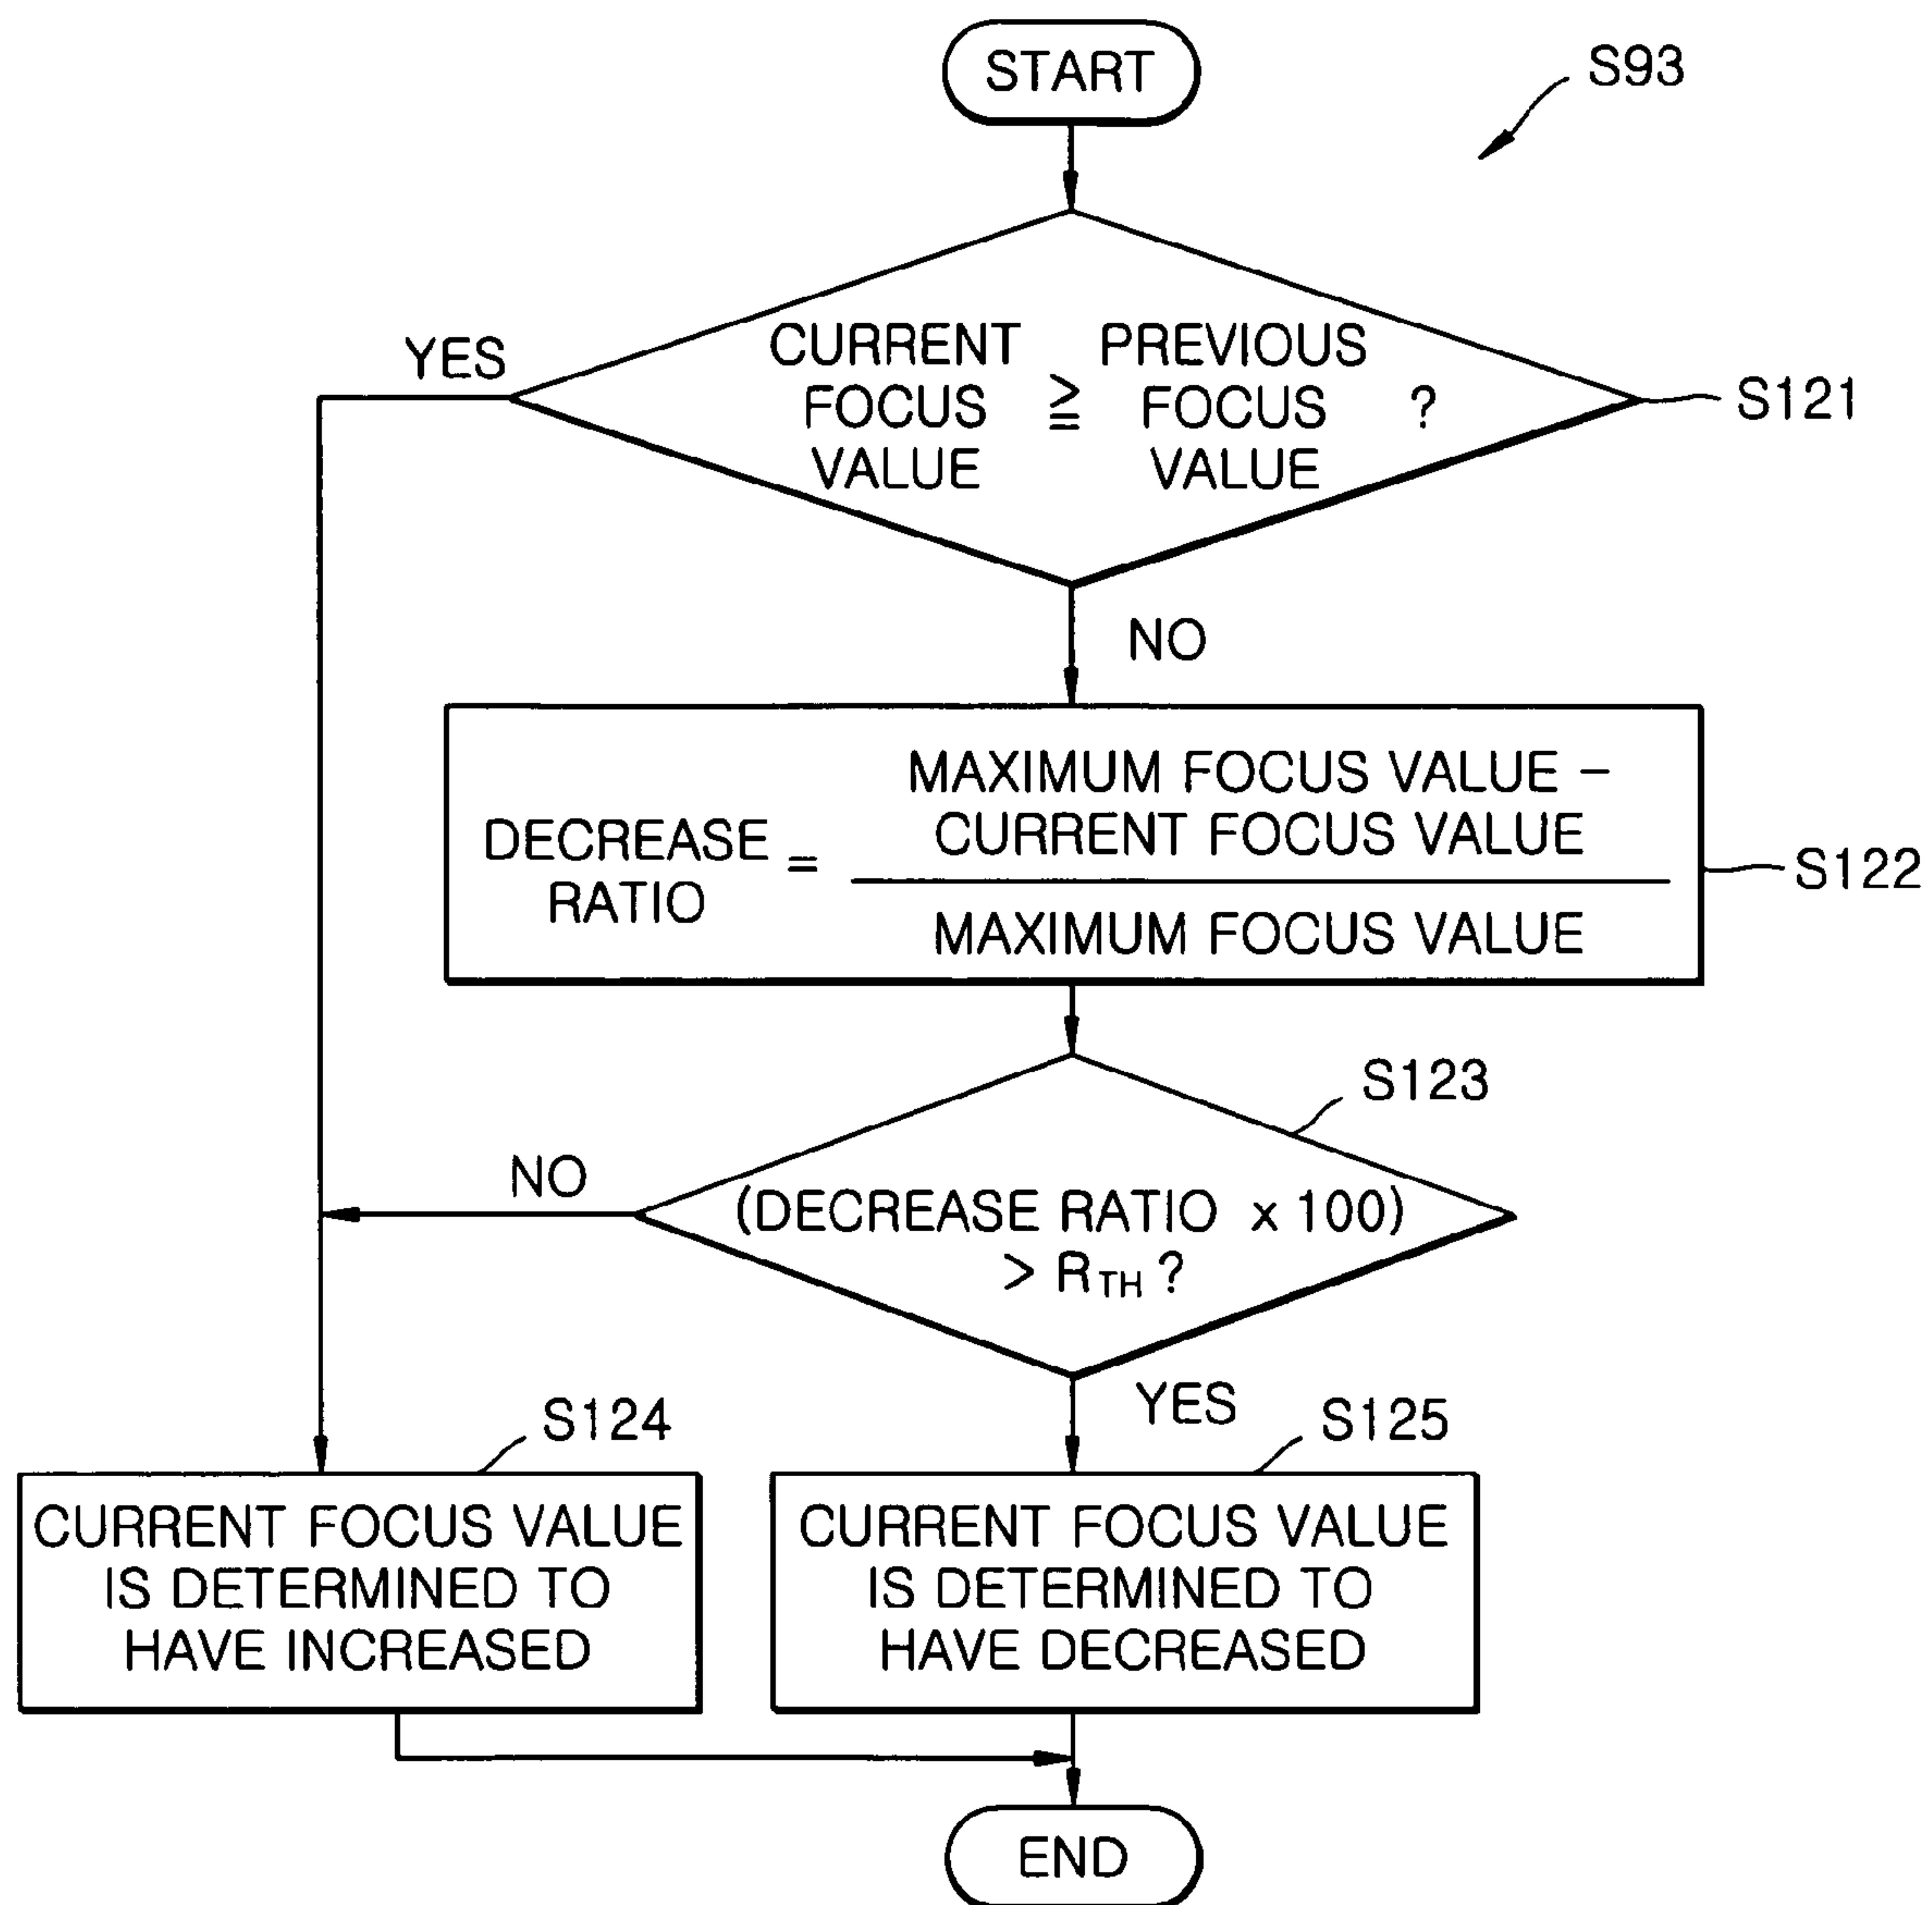 START
S93
YES
CURRENT FOCUS VALUE ≧ PREVIOUS FOCUS VALUE ?
S121
NO
DECREASE RATIO =
MAXIMUM FOCUS VALUE –
CURRENT FOCUS VALUE
MAXIMUM FOCUS VALUE
S122
S123
NO
(DECREASE RATIO x 100)
> RTH ?
YES
S124
S125
CURRENT FOCUS VALUE
IS DETERMINED TO
HAVE INCREASED
CURRENT FOCUS VALUE
IS DETERMINED TO
HAVE DECREASED
END